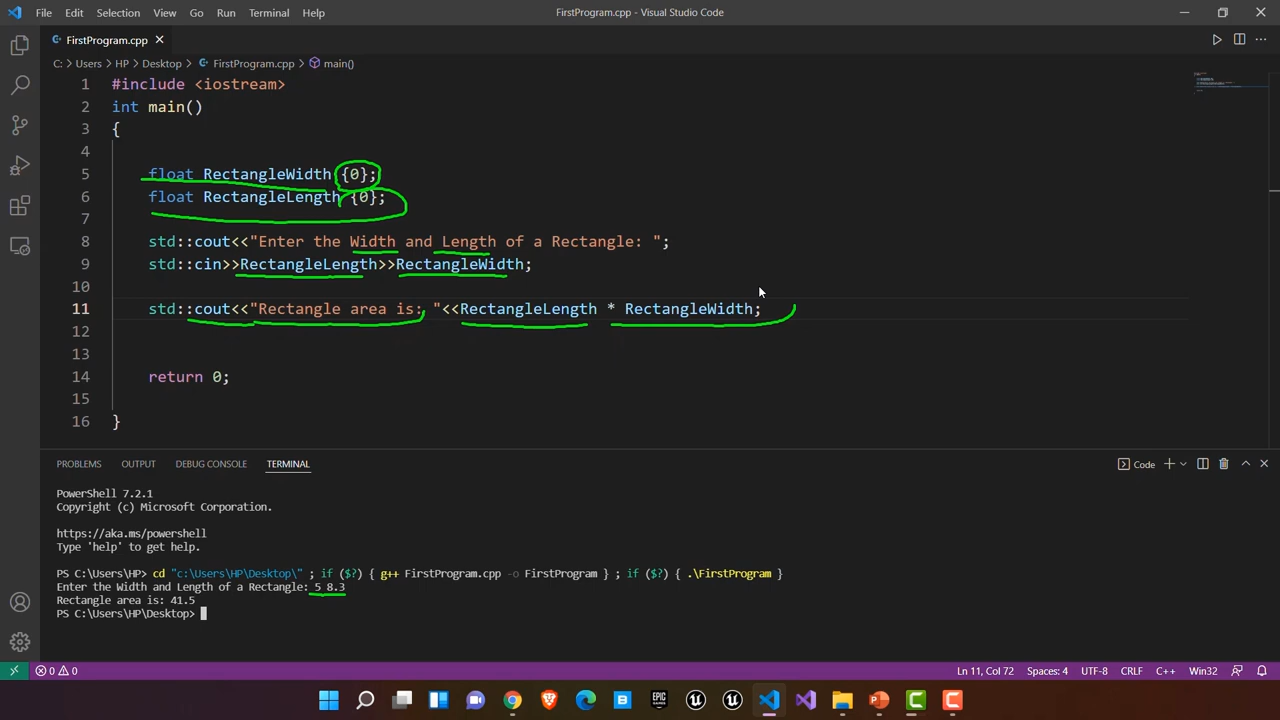 File Edit Selection View Go Run Terminal Help FirstProgram.cpp - Visual Studio Code
FirstProgram.cpp
C: > Users > HP > Desktop > FirstProgram.cpp > main()
1 #include <iostream>
2 int main()
3 {
4
5 float RectangleWidth {0};
6 float RectangleLength {0};
7
8 std::cout<<"Enter the Width and Length of a Rectangle: ";
9 std::cin>>RectangleLength>>RectangleWidth;
10
11 std::cout<<"Rectangle area is: "<<RectangleLength * RectangleWidth;
12
13
14 return 0;
15
16 }
PROBLEMS OUTPUT DEBUG CONSOLE TERMINAL Code
PowerShell 7.2.1
Copyright (c) Microsoft Corporation.
https://aka.ms/powershell
Type 'help' to get help.
PS C:\Users\HP> cd "c:\Users\HP\Desktop\" ; if ($?) { g++ FirstProgram.cpp -o FirstProgram } ; if ($?) { .\FirstProgram }
Enter the Width and Length of a Rectangle: 5 8.3
Rectangle area is: 41.5
PS C:\Users\HP\Desktop>
0 0 Ln 11, Col 72 Spaces: 4 UTF-8 CRLF C++ Win32